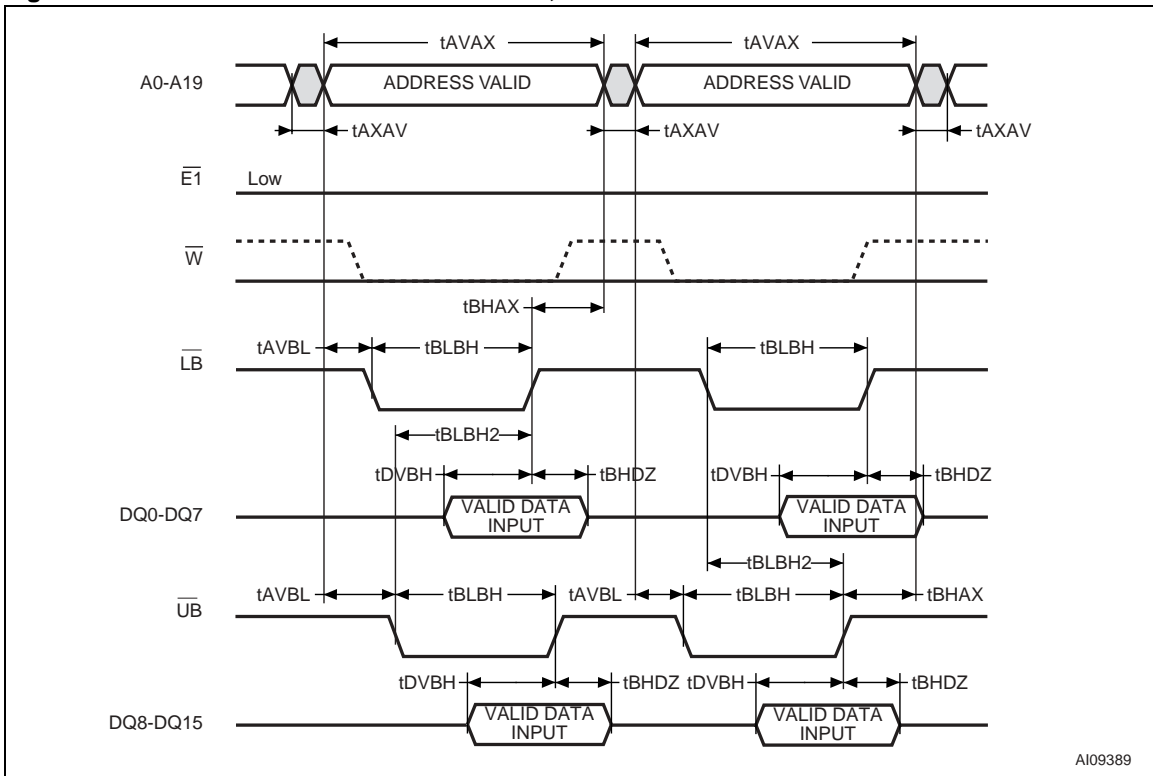 tAVAX tAVAX
A0-A19 ADDRESS VALID ADDRESS VALID
tAXAV tAXAV tAXAV
E1 Low
W
tBHAX
tAVBL tBLBH tBLBH
LB
tBLBH2
tDVBH tBHDZ tDVBH tBHDZ
DQ0-DQ7 VALID DATA INPUT VALID DATA INPUT
tBLBH2
tAVBL tBLBH tAVBL tBLBH tBHAX
UB
tDVBH tBHDZ tDVBH tBHDZ
DQ8-DQ15 VALID DATA INPUT VALID DATA INPUT
AI09389